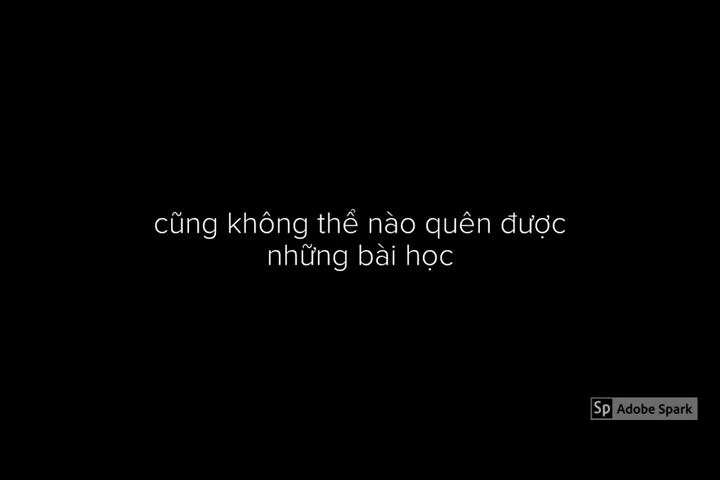 cũng không thể nào quên được
những bài học
Sp Adobe Spark